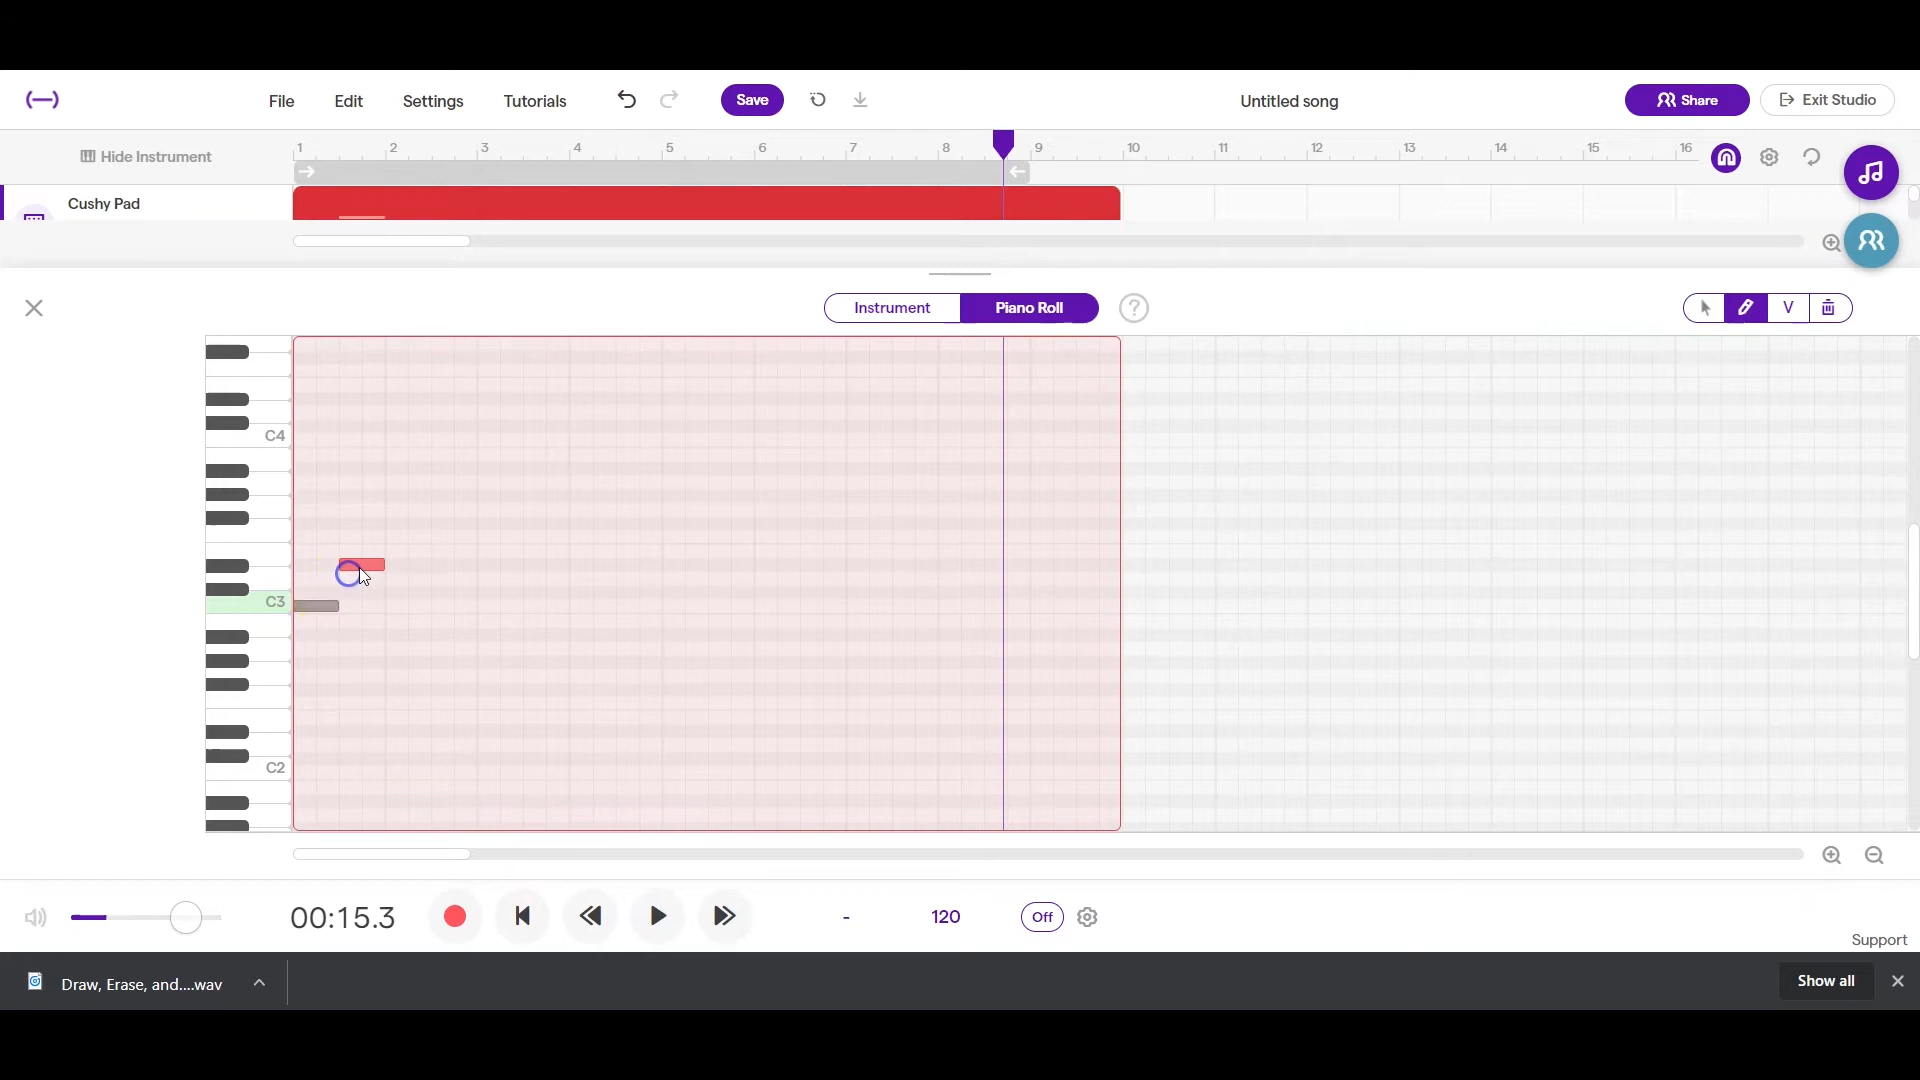 File Edit Settings Tutorials Save Untitled song Share Exit Studio
Hide Instrument 1 2 3 4 5 6 7 8 9 10 11 12 13 14 15 16
Cushy Pad
Instrument Piano Roll ? V
C4
C3
C2
00:15.3 - 120 Off
Support
Draw, Erase, and....wav Show all